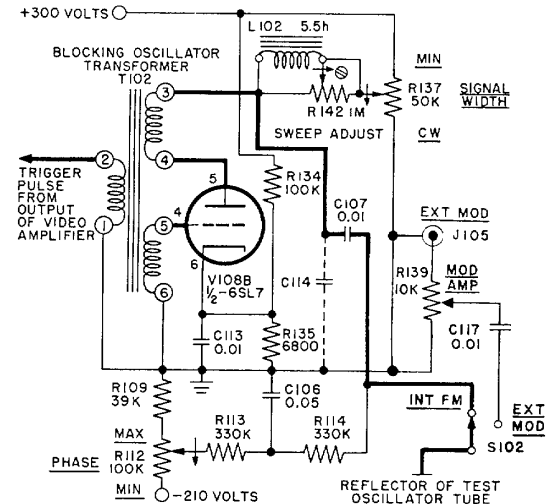 +300 VOLTS
L102 5.5h
BLOCKING OSCILLATOR
TRANSFORMER
T102
MIN
R137
50K
SIGNAL
WIDTH
R142 1M
SWEEP ADJUST
CW
3
2
4
TRIGGER
PULSE
FROM
OUTPUT
OF VIDEO
AMPLIFIER
1
5
R134
100K
C107
0.01
EXT MOD
J105
5
4
6
V108B
1/2-6SL7
C114
R139
10K
MOD
AMP
6
C113
0.01
R135
6800
C117
0.01
R109
39K
C106
0.05
INT FM
EXT
MOD
MAX
R113
330K
R114
330K
S102
PHASE
R112
100K
MIN
-210 VOLTS
REFLECTOR OF TEST
OSCILLATOR TUBE